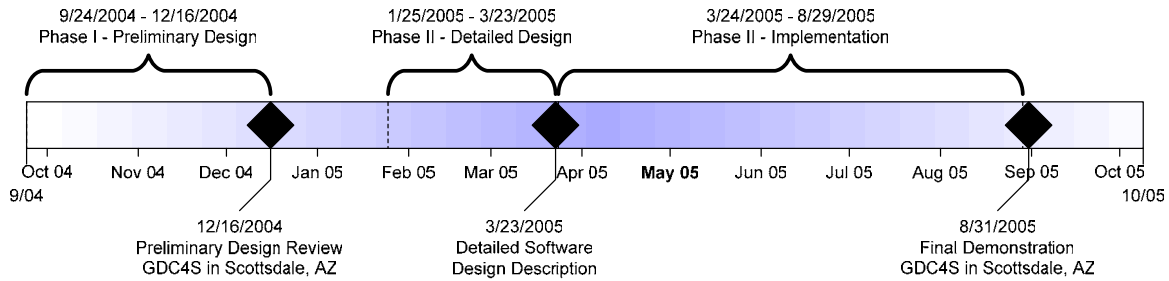 9/24/2004 - 12/16/2004
Phase I - Preliminary Design
1/25/2005 - 3/23/2005
Phase II - Detailed Design
3/24/2005 - 8/29/2005
Phase II - Implementation
Oct 04 Nov 04 Dec 04 Jan 05 Feb 05 Mar 05 Apr 05 May 05 Jun 05 Jul 05 Aug 05 Sep 05 Oct 05
9/04 10/05
12/16/2004
Preliminary Design Review
GDC4S in Scottsdale, AZ
3/23/2005
Detailed Software
Design Description
8/31/2005
Final Demonstration
GDC4S in Scottsdale, AZ